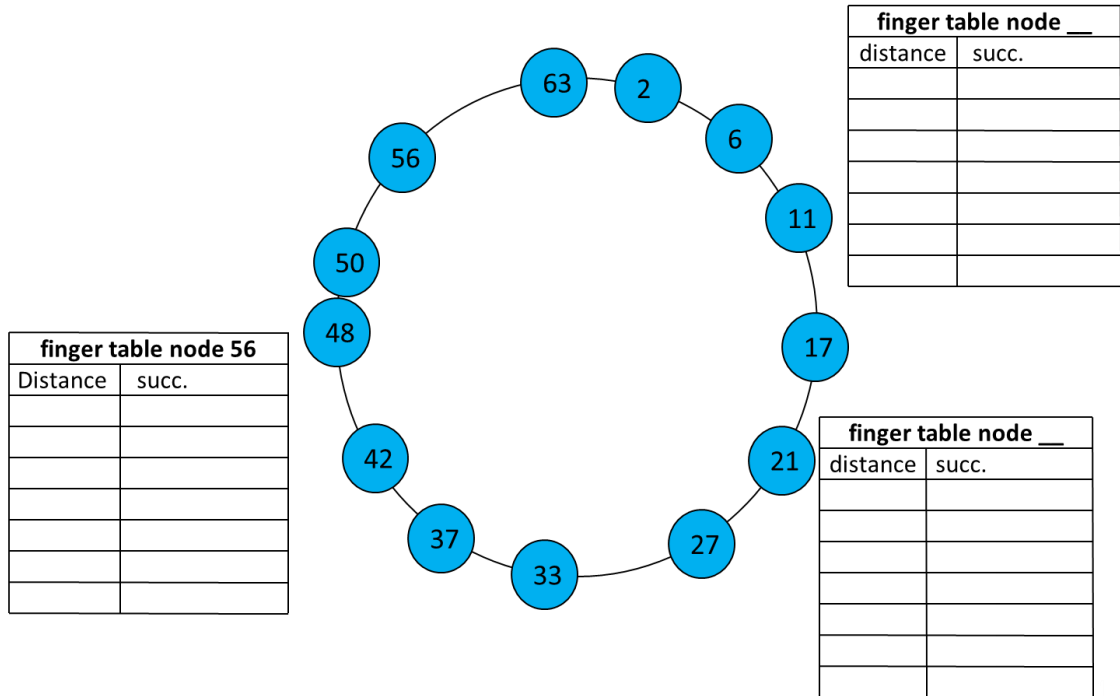 finger table node __
distance succ.
63
2
6
56
11
50
48
17
finger table node 56
Distance succ.
finger table node __
distance succ.
42
21
37
27
33